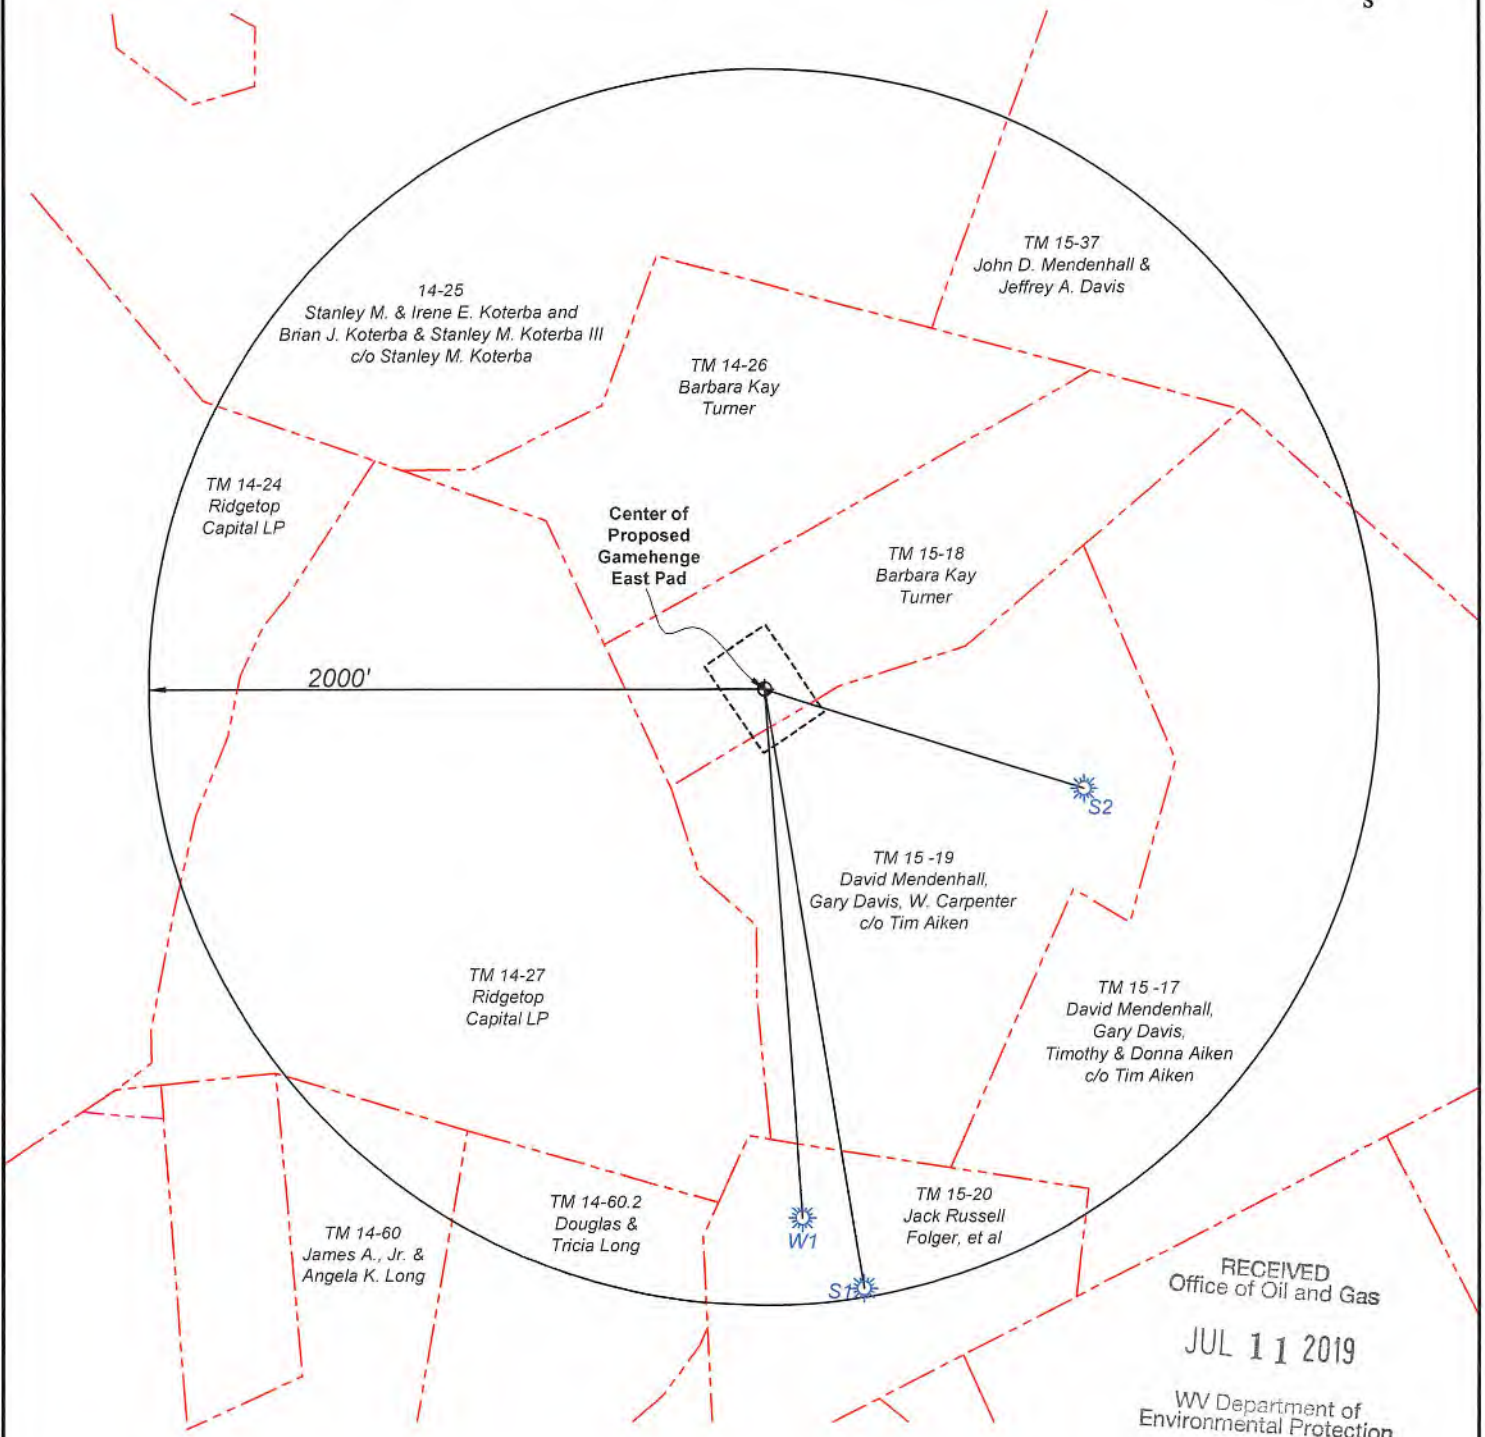 S
TM 15-37
John D. Mendenhall &
Jeffrey A. Davis
14-25
Stanley M. & Irene E. Koterba and
Brian J. Koterba & Stanley M. Koterba III
c/o Stanley M. Koterba
TM 14-26
Barbara Kay
Turner
TM 14-24
Ridgetop
Capital LP
Center of
Proposed
Gamehenge
East Pad
TM 15-18
Barbara Kay
Turner
2000'
S2
TM 15 -19
David Mendenhall,
Gary Davis, W. Carpenter
c/o Tim Aiken
TM 14-27
Ridgetop
Capital LP
TM 15 -17
David Mendenhall,
Gary Davis,
Timothy & Donna Aiken
c/o Tim Aiken
TM 14-60.2
Douglas &
Tricia Long
TM 15-20
Jack Russell
Folger, et al
TM 14-60
James A., Jr. &
Angela K. Long
W1
S1
RECEIVED
Office of Oil and Gas
JUL 11 2019
WV Department of
Environmental Protection